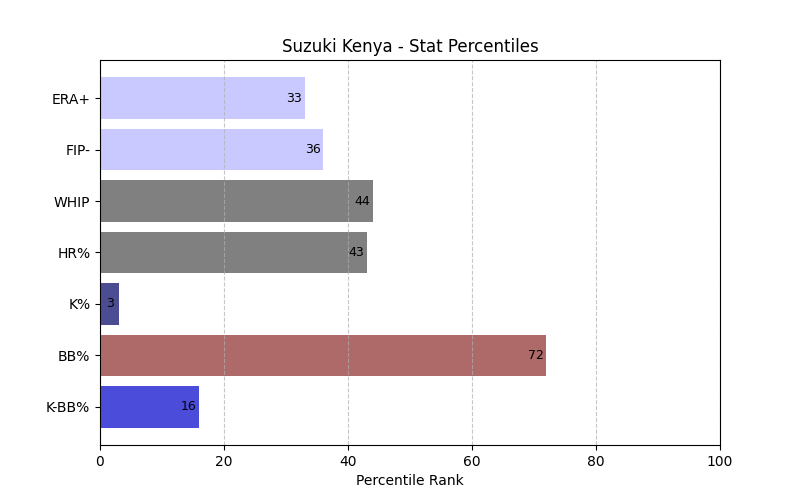 Suzuki Kenya - Stat Percentiles
ERA+ 33
FIP- 36
WHIP 44
HR% 43
K% 3
BB% 72
K-BB% 16
0 20 40 60 80 100
Percentile Rank